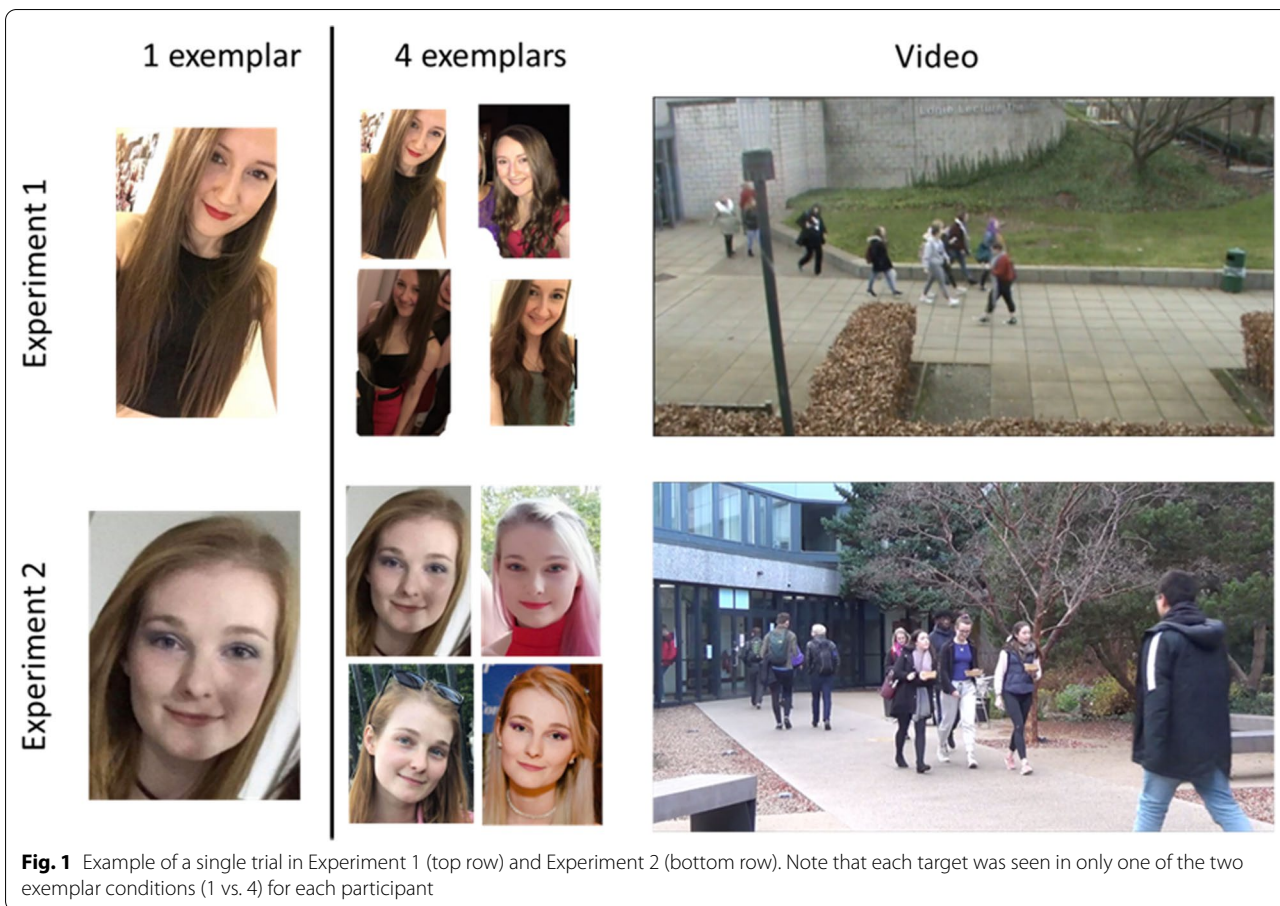 1 exemplar
4 exemplars
Video
Experiment 1
Experiment 2
Fig. 1 Example of a single trial in Experiment 1 (top row) and Experiment 2 (bottom row). Note that each target was seen in only one of the two
exemplar conditions (1 vs. 4) for each participant